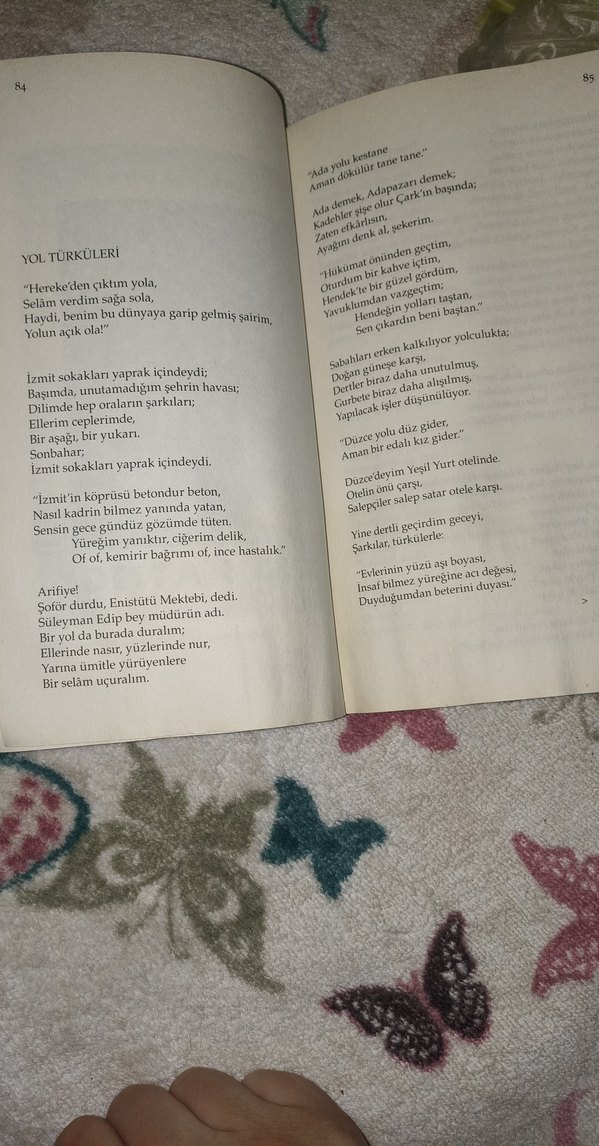 84
YOL TÜRKÜLERİ
“Hereke’den çıktım yola,
Selâm verdim sağa sola,
Haydi, benim bu dünyaya garip gelmiş şairim,
Yolun açık ola!”
İzmit sokakları yaprak içindeydi;
Başımda, unutamadığım şehrin havası;
Dilimde hep oraların şarkıları;
Ellerim ceplerimde,
Bir aşağı, bir yukarı.
Sonbahar;
İzmit sokakları yaprak içindeydi.
“İzmit’in köprüsü betondur beton,
Nasıl kadrin bilmez yanında yatan,
Sensin gece gündüz gözümde tüten.
Yüreğim yanıktır, ciğerim delik,
Of of, kemirir bağrımı of, ince hastalık.”
Arifiye!
Şoför durdu, Enistütü Mektebi, dedi.
Süleyman Edip bey müdürün adı.
Bir yol da burada duralım;
Ellerinde nasır, yüzlerinde nur,
Yarına ümitle yürüyenlere
Bir selâm uçuralım.
85
“Ada yolu kestane
Aman dökülür tane tane.”
Ada demek, Adapazarı demek;
Kadehler şişe olur Çark’ın başında;
Zaten efkârlısın,
Ayağını denk al, şekerim.
“Hükümat önünden geçtim,
Oturdum bir kahve içtim,
Hendek’te bir güzel gördüm,
Yavuklumdan vazgeçtim;
Hendeğin yolları taştan,
Sen çıkardın beni baştan.”
Sabahları erken kalkılıyor yolculukta;
Doğan güneşe karşı,
Dertler biraz daha unutulmuş,
Gurbete biraz daha alışılmış,
Yapılacak işler düşünülüyor.
“Düzce yolu düz gider,
Aman bir edalı kız gider.”
Düzce’deyim Yeşil Yurt otelinde.
Otelin önü çarşı,
Salepçiler salep satar otele karşı.
Yine dertli geçirdim geceyi,
Şarkılar, türkülerle:
“Evlerinin yüzü aşı boyası,
İnsaf bilmez yüreğine acı değesi,
Duyduğumdan beterini duyası.”
>